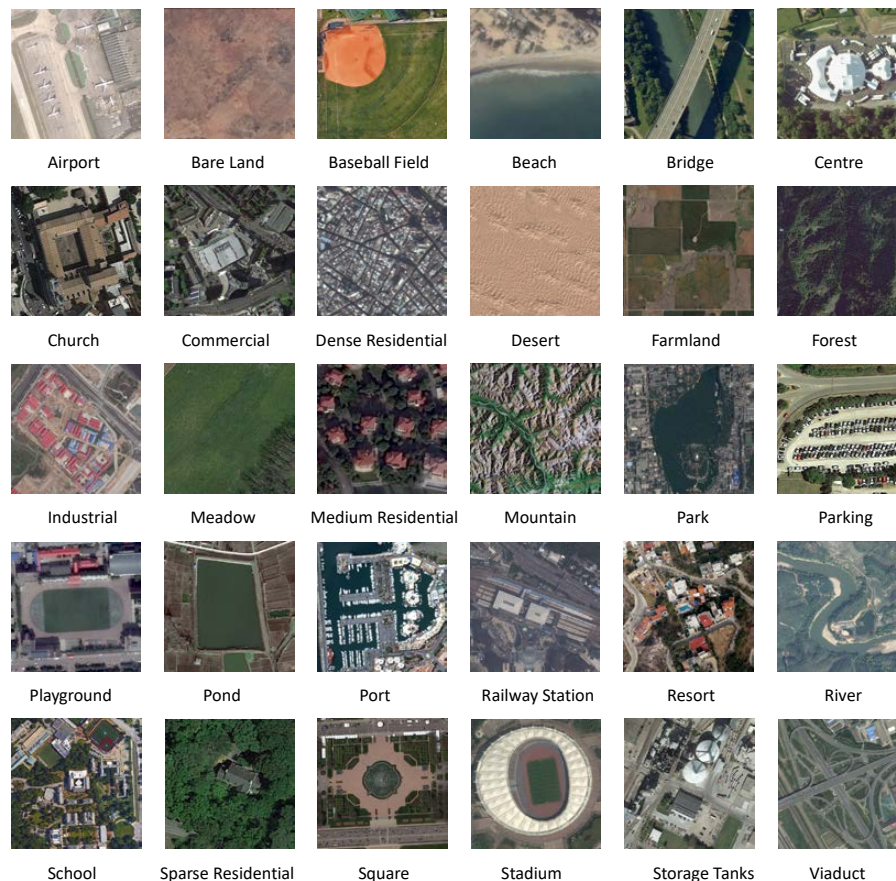 Airport Bare Land Baseball Field Beach Bridge Centre
Church Commercial Dense Residential Desert Farmland Forest
Industrial Meadow Medium Residential Mountain Park Parking
Playground Pond Port Railway Station Resort River
School Sparse Residential Square Stadium Storage Tanks Viaduct